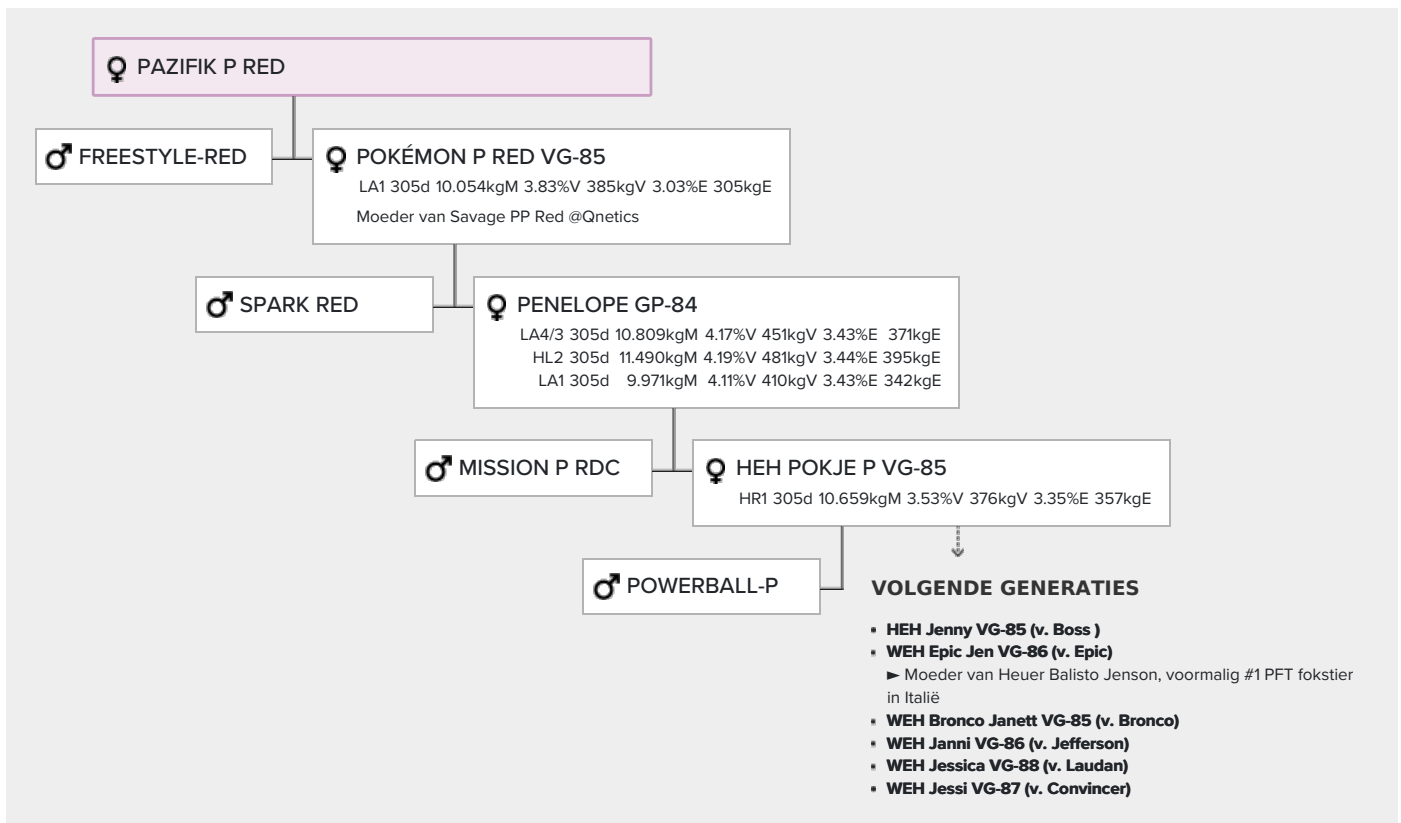 PAZIFIK P RED
FREESTYLE-RED
POKÉMON P RED VG-85
LA1 305d 10.054kgM 3.83%V 385kgV 3.03%E 305kgE
Moeder van Savage PP Red @Qnetics
SPARK RED
PENELOPE GP-84
LA4/3 305d 10.809kgM 4.17%V 451kgV 3.43%E 371kgE
HL2 305d 11.490kgM 4.19%V 481kgV 3.44%E 395kgE
LA1 305d 9.971kgM 4.11%V 410kgV 3.43%E 342kgE
MISSION P RDC
HEH POKJE P VG-85
HR1 305d 10.659kgM 3.53%V 376kgV 3.35%E 357kgE
POWERBALL-P
VOLGENDE GENERATIES
• HEH Jenny VG-85 (v. Boss )
• WEH Epic Jen VG-86 (v. Epic)
► Moeder van Heuer Balisto Jenson, voormalig #1 PFT fokstier
in Italië
• WEH Bronco Janett VG-85 (v. Bronco)
• WEH Janni VG-86 (v. Jefferson)
• WEH Jessica VG-88 (v. Laudan)
• WEH Jessi VG-87 (v. Convincer)